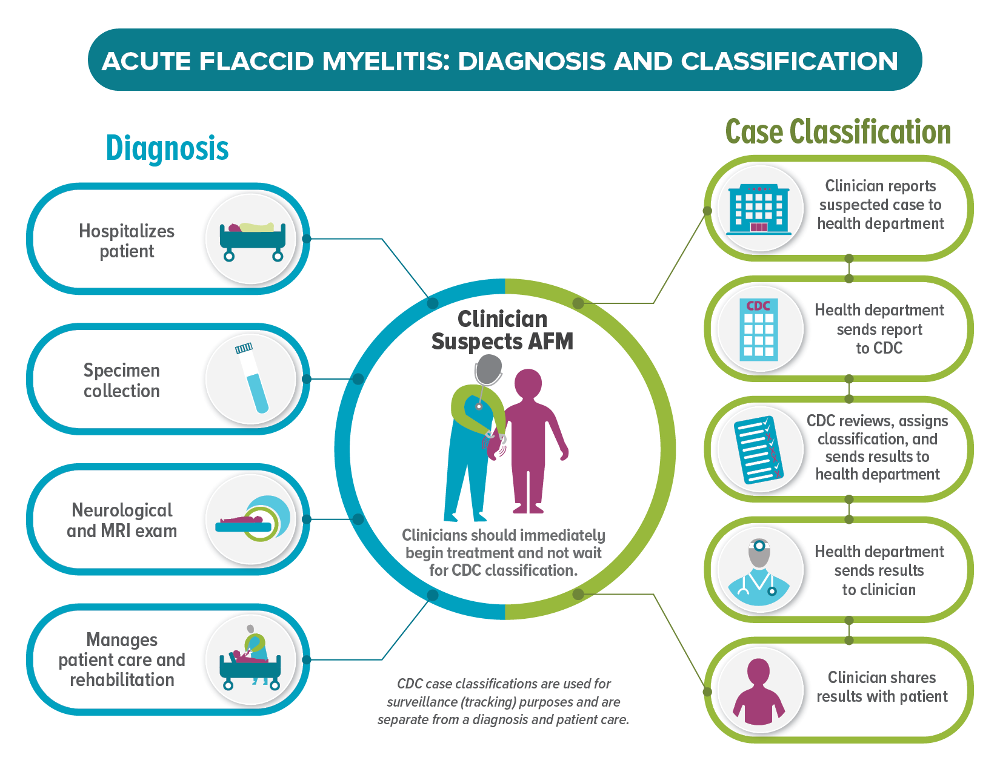 ACUTE FLACCID MYELITIS: DIAGNOSIS AND CLASSIFICATION
Diagnosis
Hospitalizes
patient
Specimen
collection
Neurological
and MRI exam
Manages
patient care and
rehabilitation
Clinician
Suspects AFM
Clinicians should immediately
begin treatment and not wait
for CDC classification.
CDC case classifications are used for
surveillance (tracking) purposes and are
separate from a diagnosis and patient care.
Case Classification
Clinician reports
suspected case to
health department
CDC
Health department
sends report
to CDC
CDC reviews, assigns
classification, and
sends results to
health department
Health department
sends results
to clinician
Clinician shares
results with patient